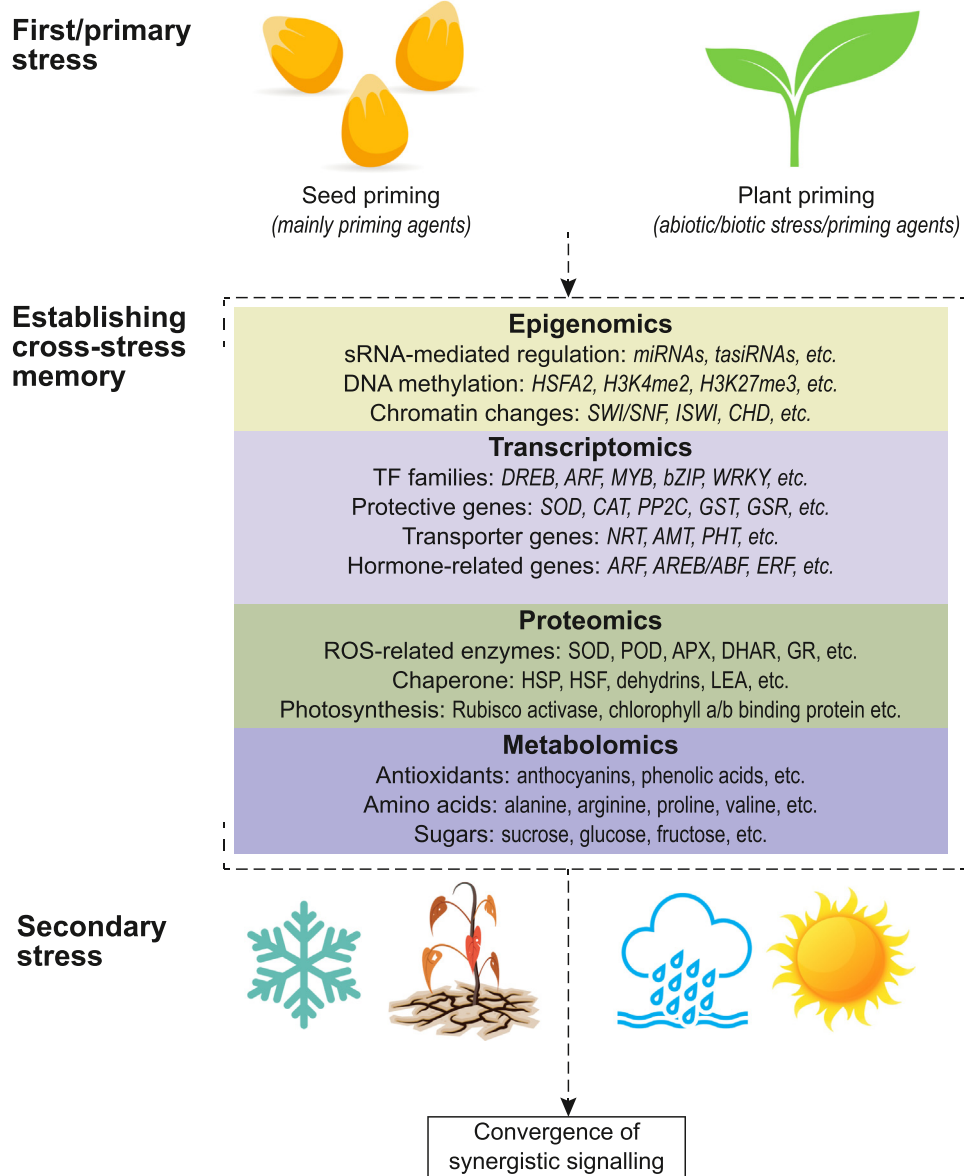 First/primary
stress
Seed priming
(mainly priming agents)
Plant priming
(abiotic/biotic stress/priming agents)
Establishing
cross-stress
memory
Epigenomics
sRNA-mediated regulation: miRNAs, tasiRNAs, etc.
DNA methylation: HSFA2, H3K4me2, H3K27me3, etc.
Chromatin changes: SWI/SNF, ISWI, CHD, etc.
Transcriptomics
TF families: DREB, ARF, MYB, bZIP, WRKY, etc.
Protective genes: SOD, CAT, PP2C, GST, GSR, etc.
Transporter genes: NRT, AMT, PHT, etc.
Hormone-related genes: ARF, AREB/ABF, ERF, etc.
Proteomics
ROS-related enzymes: SOD, POD, APX, DHAR, GR, etc.
Chaperone: HSP, HSF, dehydrins, LEA, etc.
Photosynthesis: Rubisco activase, chlorophyll a/b binding protein etc.
Metabolomics
Antioxidants: anthocyanins, phenolic acids, etc.
Amino acids: alanine, arginine, proline, valine, etc.
Sugars: sucrose, glucose, fructose, etc.
Secondary
stress
Convergence of
synergistic signalling